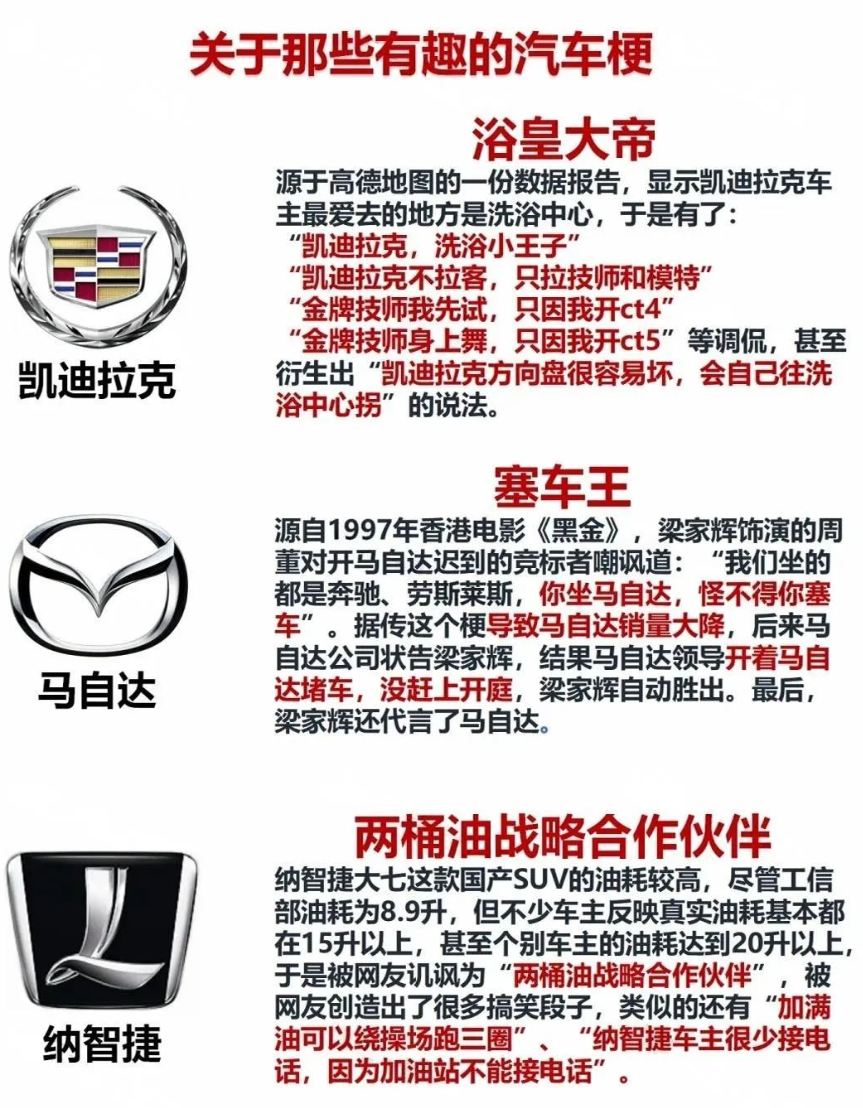 关于那些有趣的汽车梗
浴皇大帝
源于高德地图的一份数据报告，显示凯迪拉克车
主最爱去的地方是洗浴中心，于是有了：
“凯迪拉克，洗浴小王子”
“凯迪拉克不拉客，只拉技师和模特”
“金牌技师我先试，只因我开ct4”
“金牌技师身上舞，只因我开ct5”等调侃，甚至
衍生出“凯迪拉克方向盘很容易坏，会自己往洗
浴中心拐”的说法。
凯迪拉克
塞车王
源自1997年香港电影《黑金》，梁家辉饰演的周
董对开马自达迟到的竞标者嘲讽道：“我们坐的
都是奔驰、劳斯莱斯，你坐马自达，怪不得你塞
车”。据传这个梗导致马自达销量大降，后来马
自达公司状告梁家辉，结果马自达领导开着马自
达堵车，没赶上开庭，梁家辉自动胜出。最后，
梁家辉还代言了马自达。
马自达
两桶油战略合作伙伴
纳智捷大七这款国产SUV的油耗较高，尽管工信
部油耗为8.9升，但不少车主反映真实油耗基本都
在15升以上，甚至个别车主的油耗达到20升以上，
于是被网友讥讽为“两桶油战略合作伙伴”，被
网友创造出了很多搞笑段子，类似的还有“加满
油可以绕操场跑三圈”、“纳智捷车主很少接电
话，因为加油站不能接电话”。
纳智捷